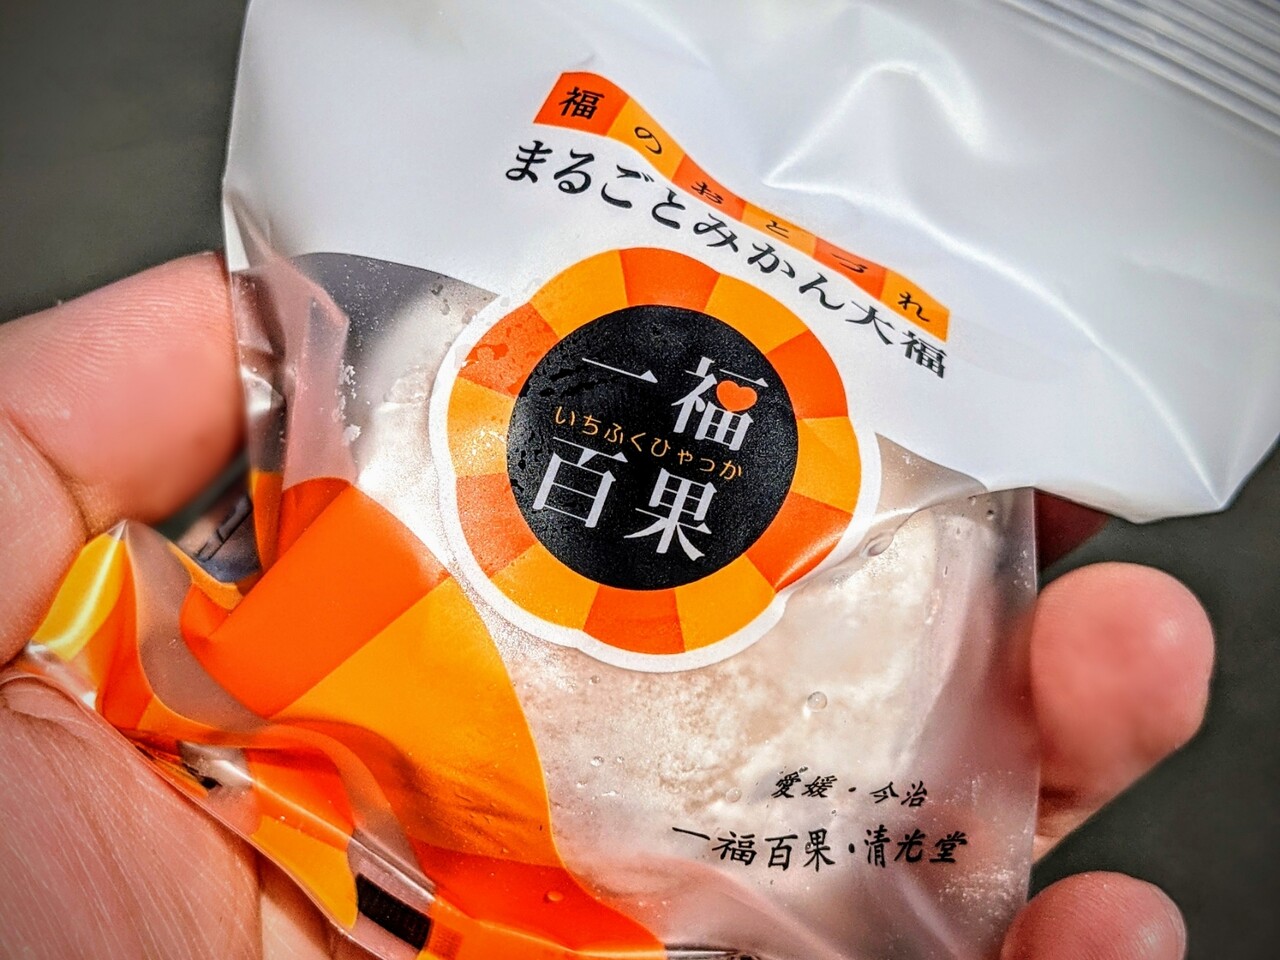 福のおとづれ
まるごとみかん大福
一福
いちふくひゃっか
百果
愛媛・今治
一福百果・清光堂